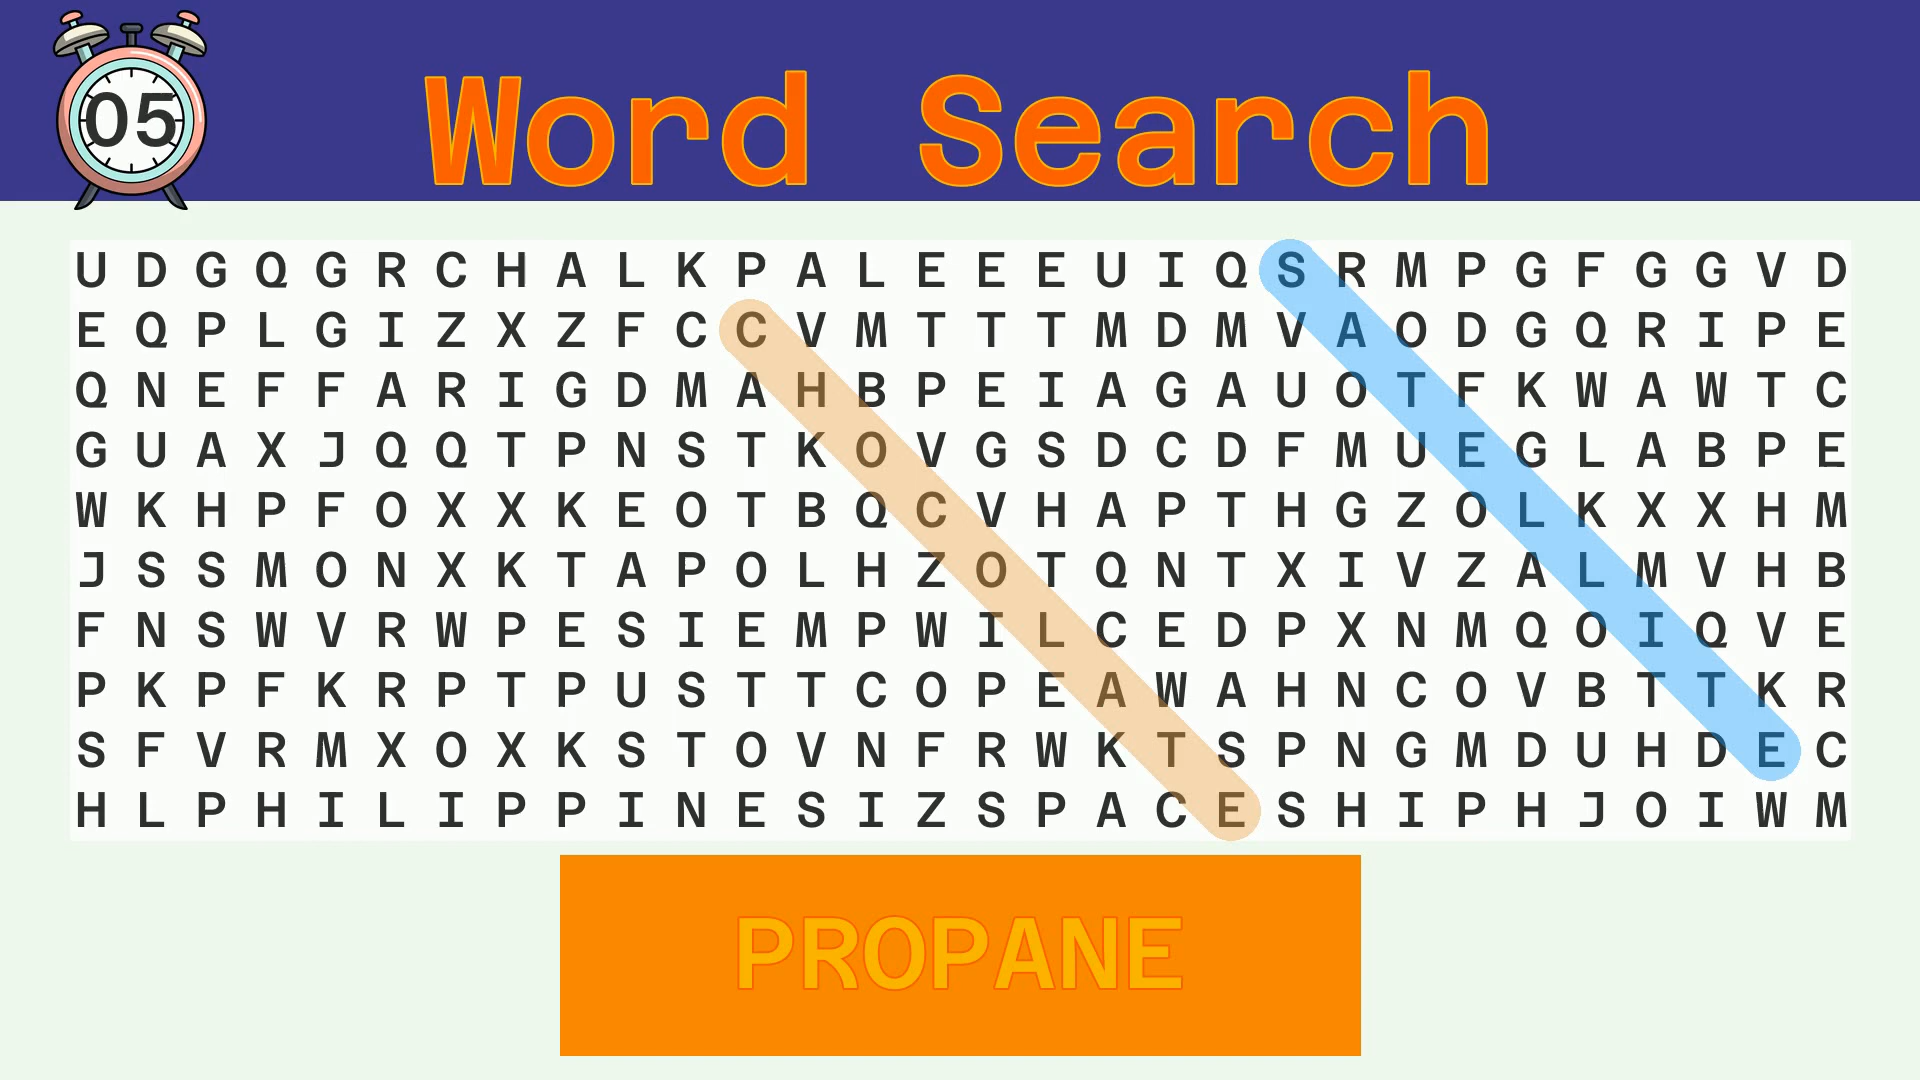 05
Word Search
U D G Q G R C H A L K P A L E E E U I Q S R M P G F G G V D
E Q P L G I Z X Z F C C V M T T T M D M V A O D G Q R I P E
Q N E F F A R I G D M A H B P E I A G A U O T F K W A W T C
G U A X J Q Q T P N S T K O V G S D C D F M U E G L A B P E
W K H P F O X X K E O T B Q C V H A P T H G Z O L K X X H M
J S S M O N X K T A P O L H Z O T Q N T X I V Z A L M V H B
F N S W V R W P E S I E M P W I L C E D P X N M Q O I Q V E
P K P F K R P T P U S T T C O P E A W A H N C O V B T T K R
S F V R M X O X K S T O V N F R W K T S P N G M D U H D E C
H L P H I L I P P I N E S I Z S P A C E S H I P H J O I W M
PROPANE